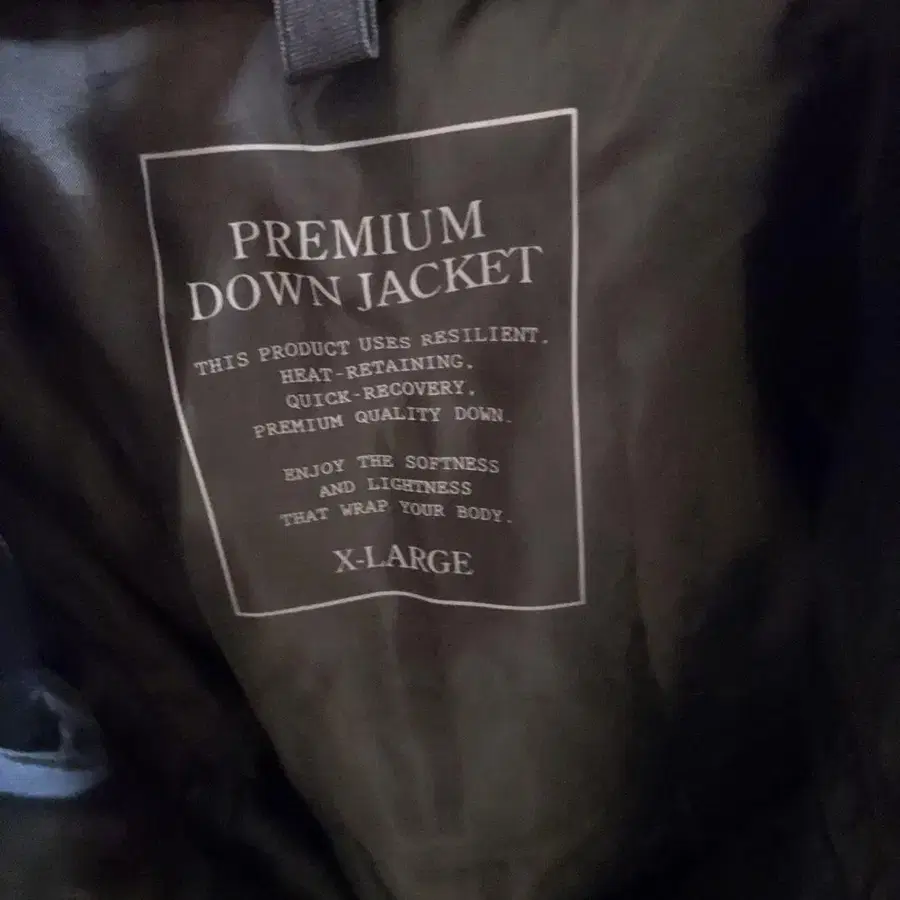 PREMIUM
DOWN JACKET
THIS PRODUCT USES RESILIENT,
HEAT-RETAINING,
QUICK-RECOVERY,
PREMIUM QUALITY DOWN.
ENJOY THE SOFTNESS
AND LIGHTNESS
THAT WRAP YOUR BODY.
X-LARGE